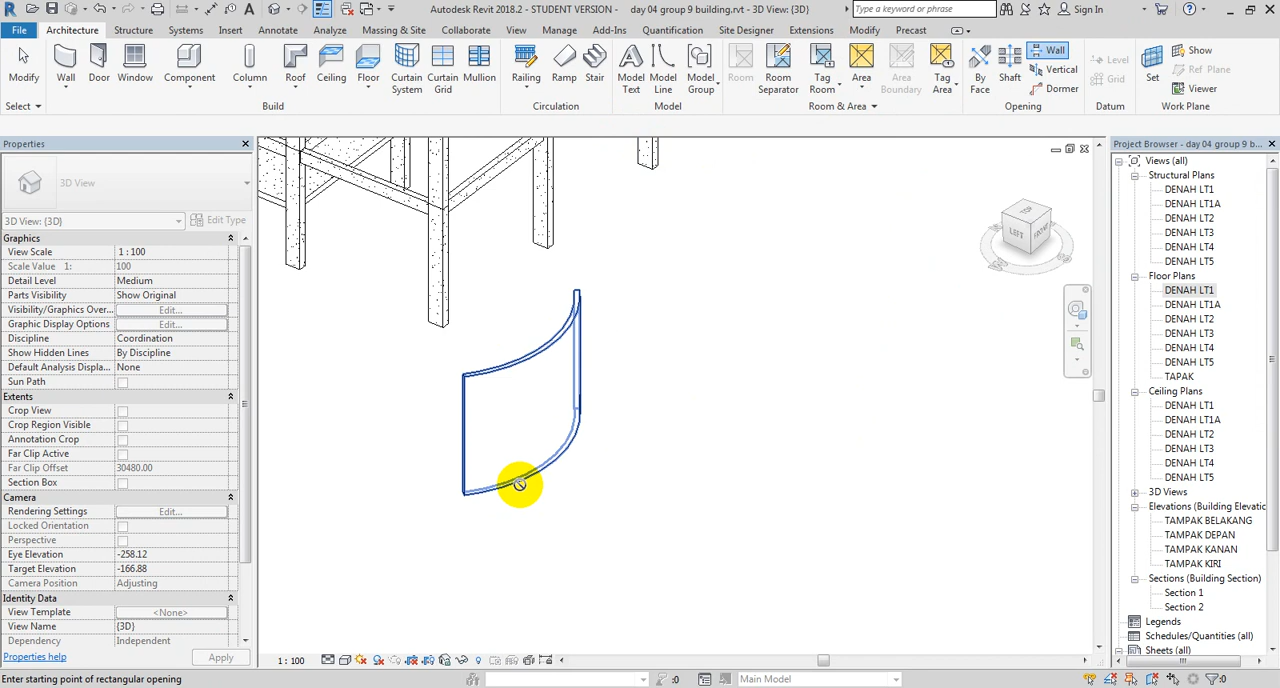 Autodesk Revit 2018.2 - STUDENT VERSION - day 04 group 9 building.rvt - 3D View: {3D}
Type a keyword or phrase
Sign In
File Architecture Structure Systems Insert Annotate Analyze Massing & Site Collaborate View Manage Add-Ins Quantification Site Designer Extensions Modify Precast
Modify Wall Door Window Component Column Roof Ceiling Floor Curtain System Curtain Grid Mullion Railing Ramp Stair Model Text Model Line Model Group Room Room Separator Tag Room Area Area Boundary Tag Area By Face Shaft Wall Vertical Dormer Level Grid Set Show Ref Plane Viewer
Select Build Circulation Model Room & Area Opening Datum Work Plane
Properties
3D View
3D View: {3D}
Edit Type
Graphics
View Scale 1 : 100
Scale Value 1: 100
Detail Level Medium
Parts Visibility Show Original
Visibility/Graphics Over... Edit...
Graphic Display Options Edit...
Discipline Coordination
Show Hidden Lines By Discipline
Default Analysis Displa... None
Sun Path
Extents
Crop View
Crop Region Visible
Annotation Crop
Far Clip Active
Far Clip Offset 30480.00
Section Box
Camera
Rendering Settings Edit...
Locked Orientation
Perspective
Eye Elevation -258.12
Target Elevation -166.88
Camera Position Adjusting
Identity Data
View Template <None>
View Name {3D}
Dependency Independent
Properties help
Apply
TOP
LEFT
FRONT
1 : 100
Enter starting point of rectangular opening
:0
Main Model
:0
Project Browser - day 04 group 9 b...
Views (all)
Structural Plans
DENAH LT1
DENAH LT1A
DENAH LT2
DENAH LT3
DENAH LT4
DENAH LT5
Floor Plans
DENAH LT1
DENAH LT1A
DENAH LT2
DENAH LT3
DENAH LT4
DENAH LT5
TAPAK
Ceiling Plans
DENAH LT1
DENAH LT1A
DENAH LT2
DENAH LT3
DENAH LT4
DENAH LT5
3D Views
Elevations (Building Elevatic
TAMPAK BELAKANG
TAMPAK DEPAN
TAMPAK KANAN
TAMPAK KIRI
Sections (Building Section)
Section 1
Section 2
Legends
Schedules/Quantities (all)
Sheets (all)